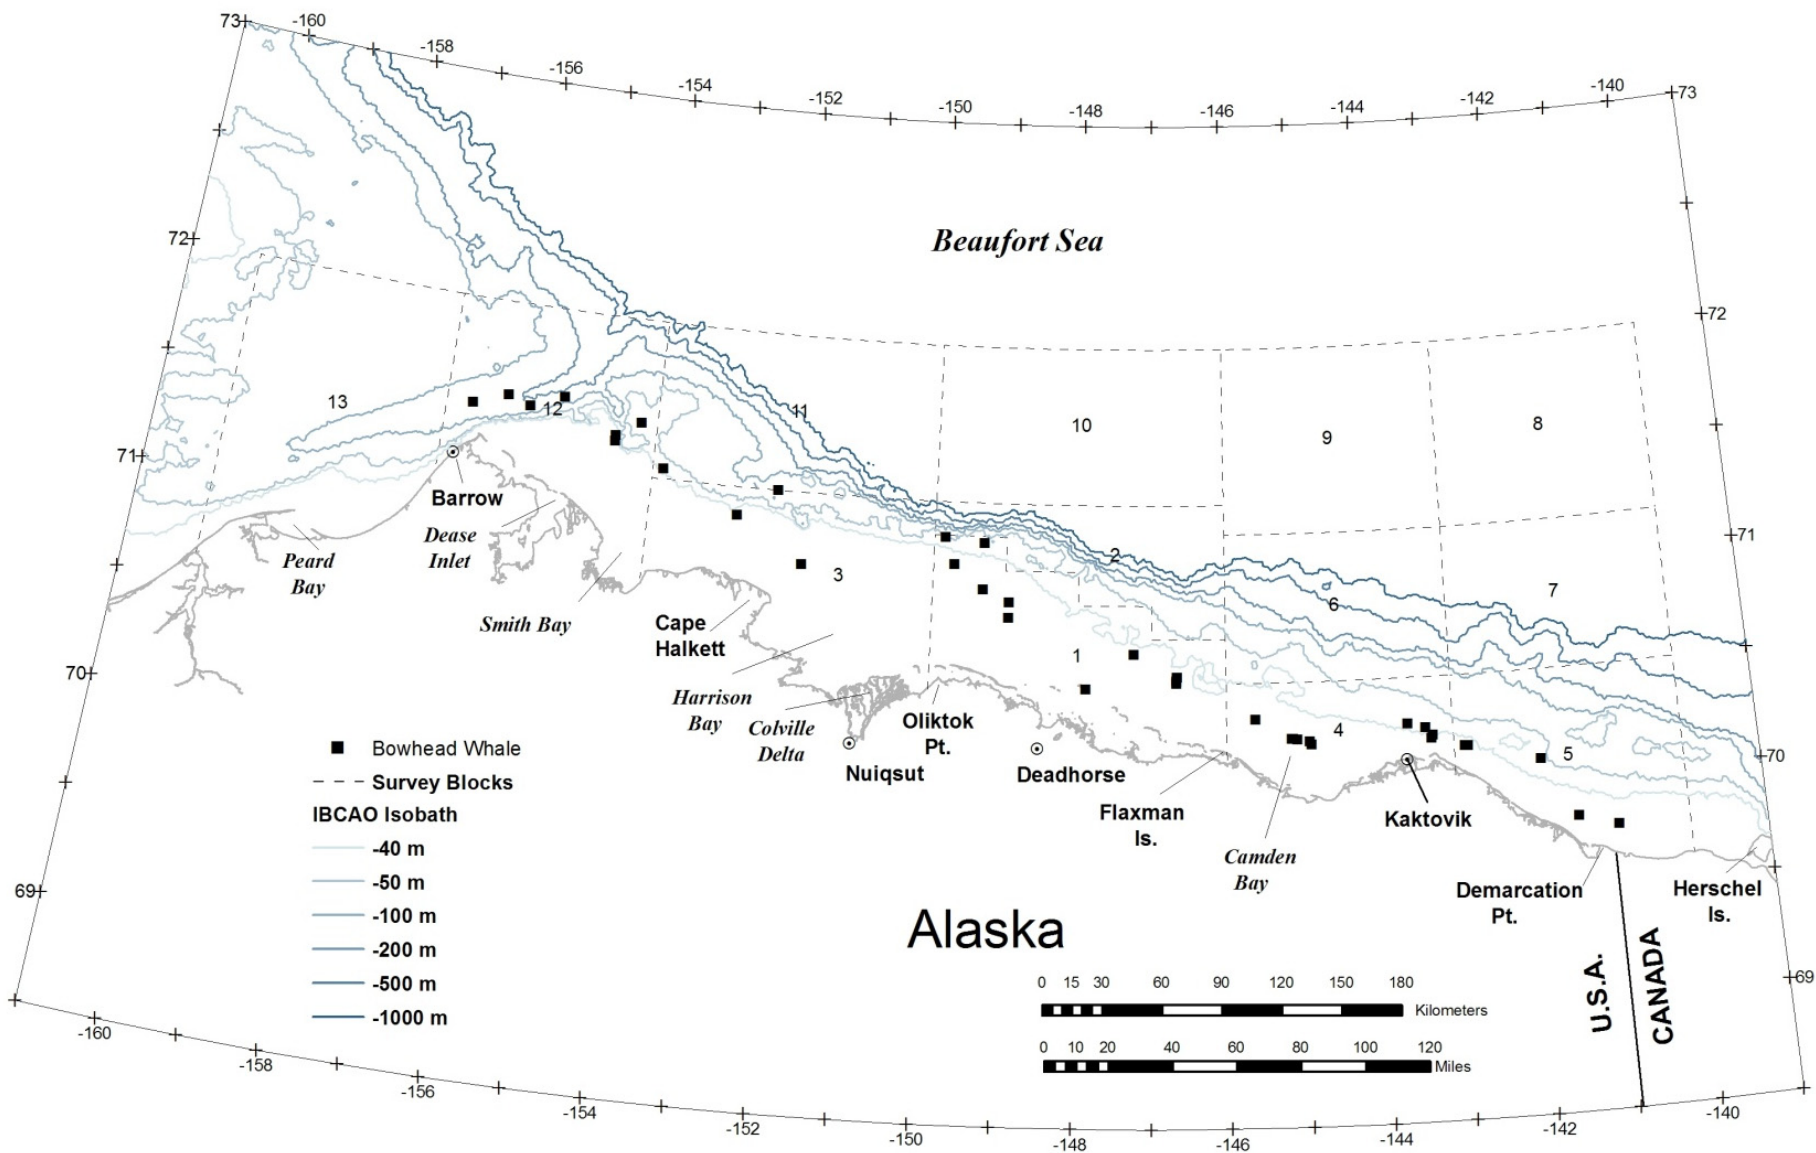 73
-160
-158
-156
-154
-152
-150
-148
-146
-144
-142
-140
73
72
Beaufort Sea
72
13
12
11
10
9
8
71
Barrow
Dease
Inlet
Peard
Bay
Smith Bay
3
2
6
7
71
Cape
Halkett
1
70
Harrison
Bay
Colville
Delta
Oliktok
Pt.
4
5
70
Bowhead Whale
Survey Blocks
IBCAO Isobath
-40 m
-50 m
-100 m
-200 m
-500 m
-1000 m
Nuiqsut
Deadhorse
Flaxman
Is.
Kaktovik
Camden
Bay
Demarcation
Pt.
Herschel
Is.
69
Alaska
U.S.A.
CANADA
69
0 15 30 60 90 120 150 180
Kilometers
0 10 20 40 60 80 100 120
Miles
-160
-158
-156
-154
-152
-150
-148
-146
-144
-142
-140